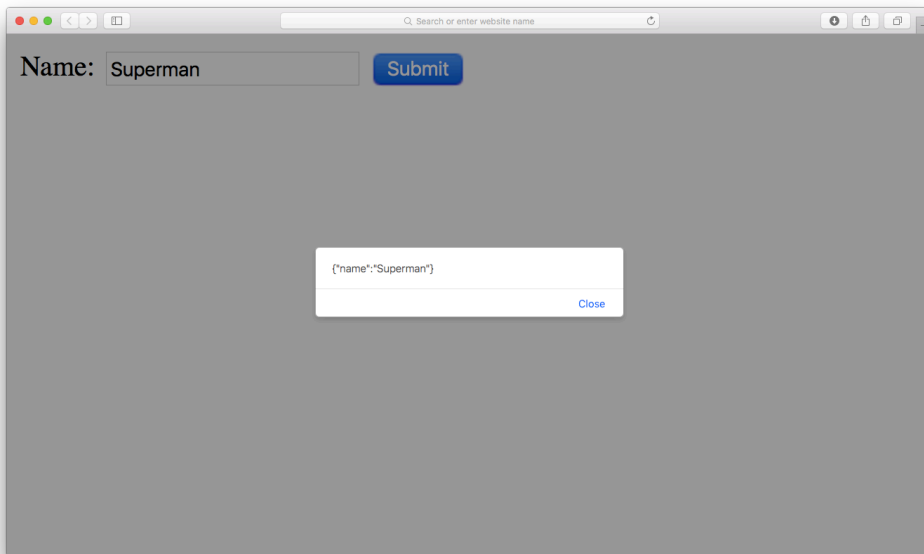 Search or enter website name
Name: Superman Submit
{"name":"Superman"}
Close